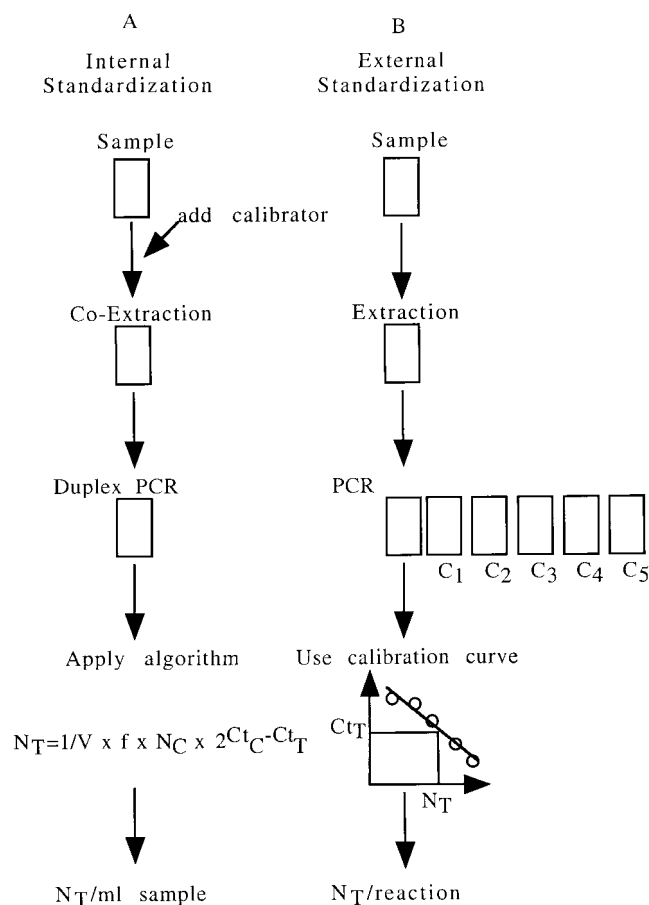 A
Internal
Standardization
Sample
add calibrator
Co-Extraction
Duplex PCR
Apply algorithm
NT=1/V x f x NC x 2CtC-CtT
NT/ml sample
B
External
Standardization
Sample
Extraction
PCR
C1 C2 C3 C4 C5
Use calibration curve
CtT
NT
NT/reaction